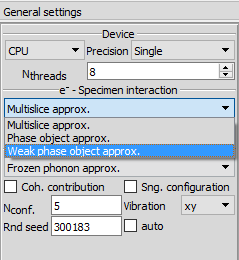 General settings
Device
CPU Precision Single
Nthreads 8
e⁻ - Specimen interaction
Multislice approx.
Multislice approx.
Phase object approx.
Weak phase object approx.
Frozen phonon approx.
Coh. contribution Sng. configuration
Nconf. 5 Vibration xy
Rnd seed 300183 auto